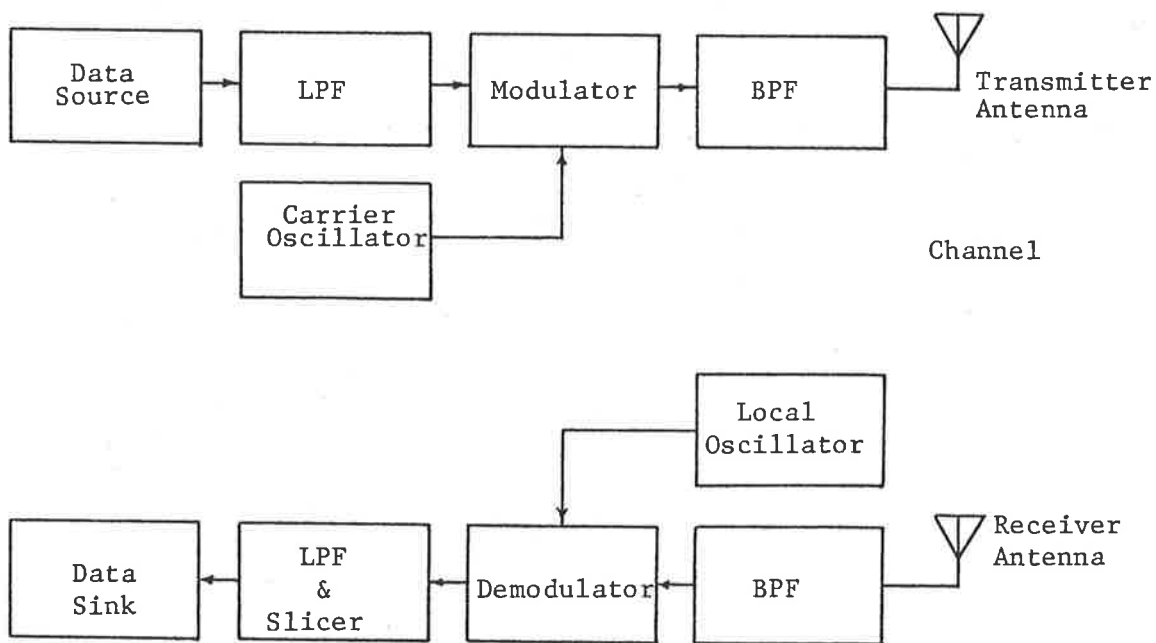 Data
Source
LPF
Modulator
BPF
Transmitter
Antenna
Carrier
Oscillator
Channel
Local
Oscillator
Data
Sink
LPF
&
Slicer
Demodulator
BPF
Receiver
Antenna